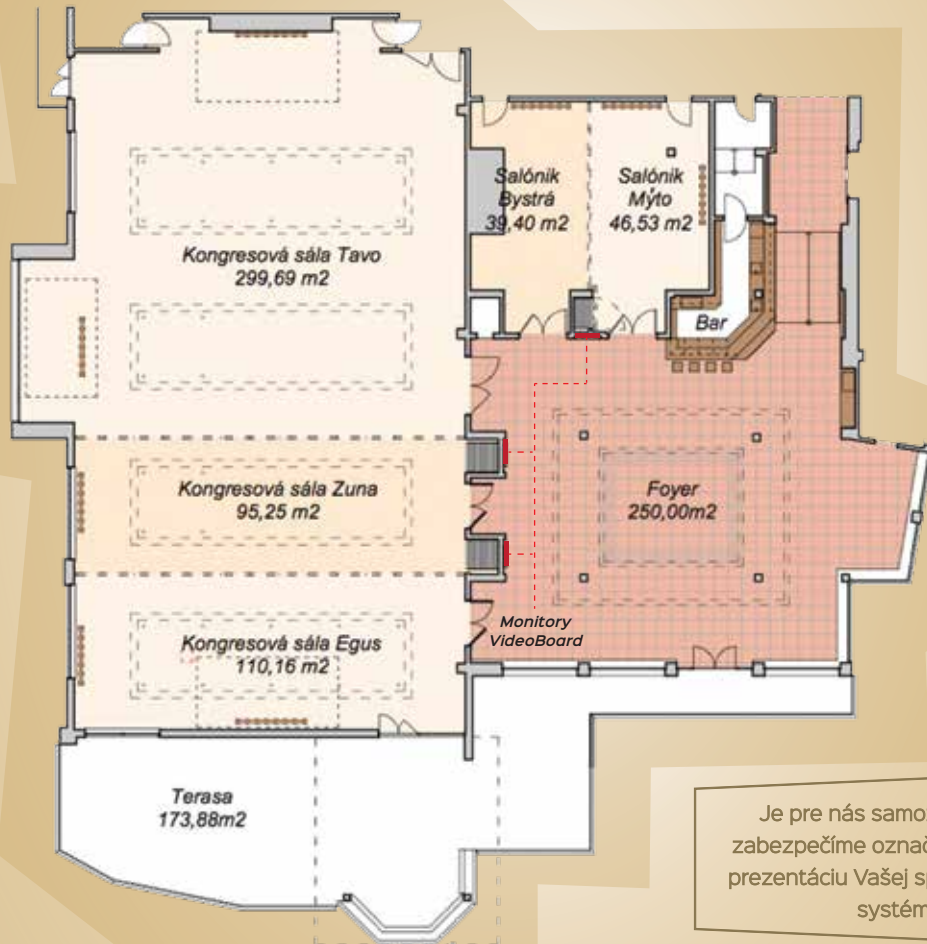 Salónik
Bystrá
39,40 m2
Salónik
Mýto
46,53 m2
Kongresová sála Tavo
299,69 m2
Bar
Kongresová sála Zuna
95,25 m2
Foyer
250,00m2
Monitory
VideoBoard
Kongresová sála Egus
110,16 m2
Terasa
173,88m2
Je pre nás samo
zabezpečíme označ
prezentáciu Vašej sp
systém